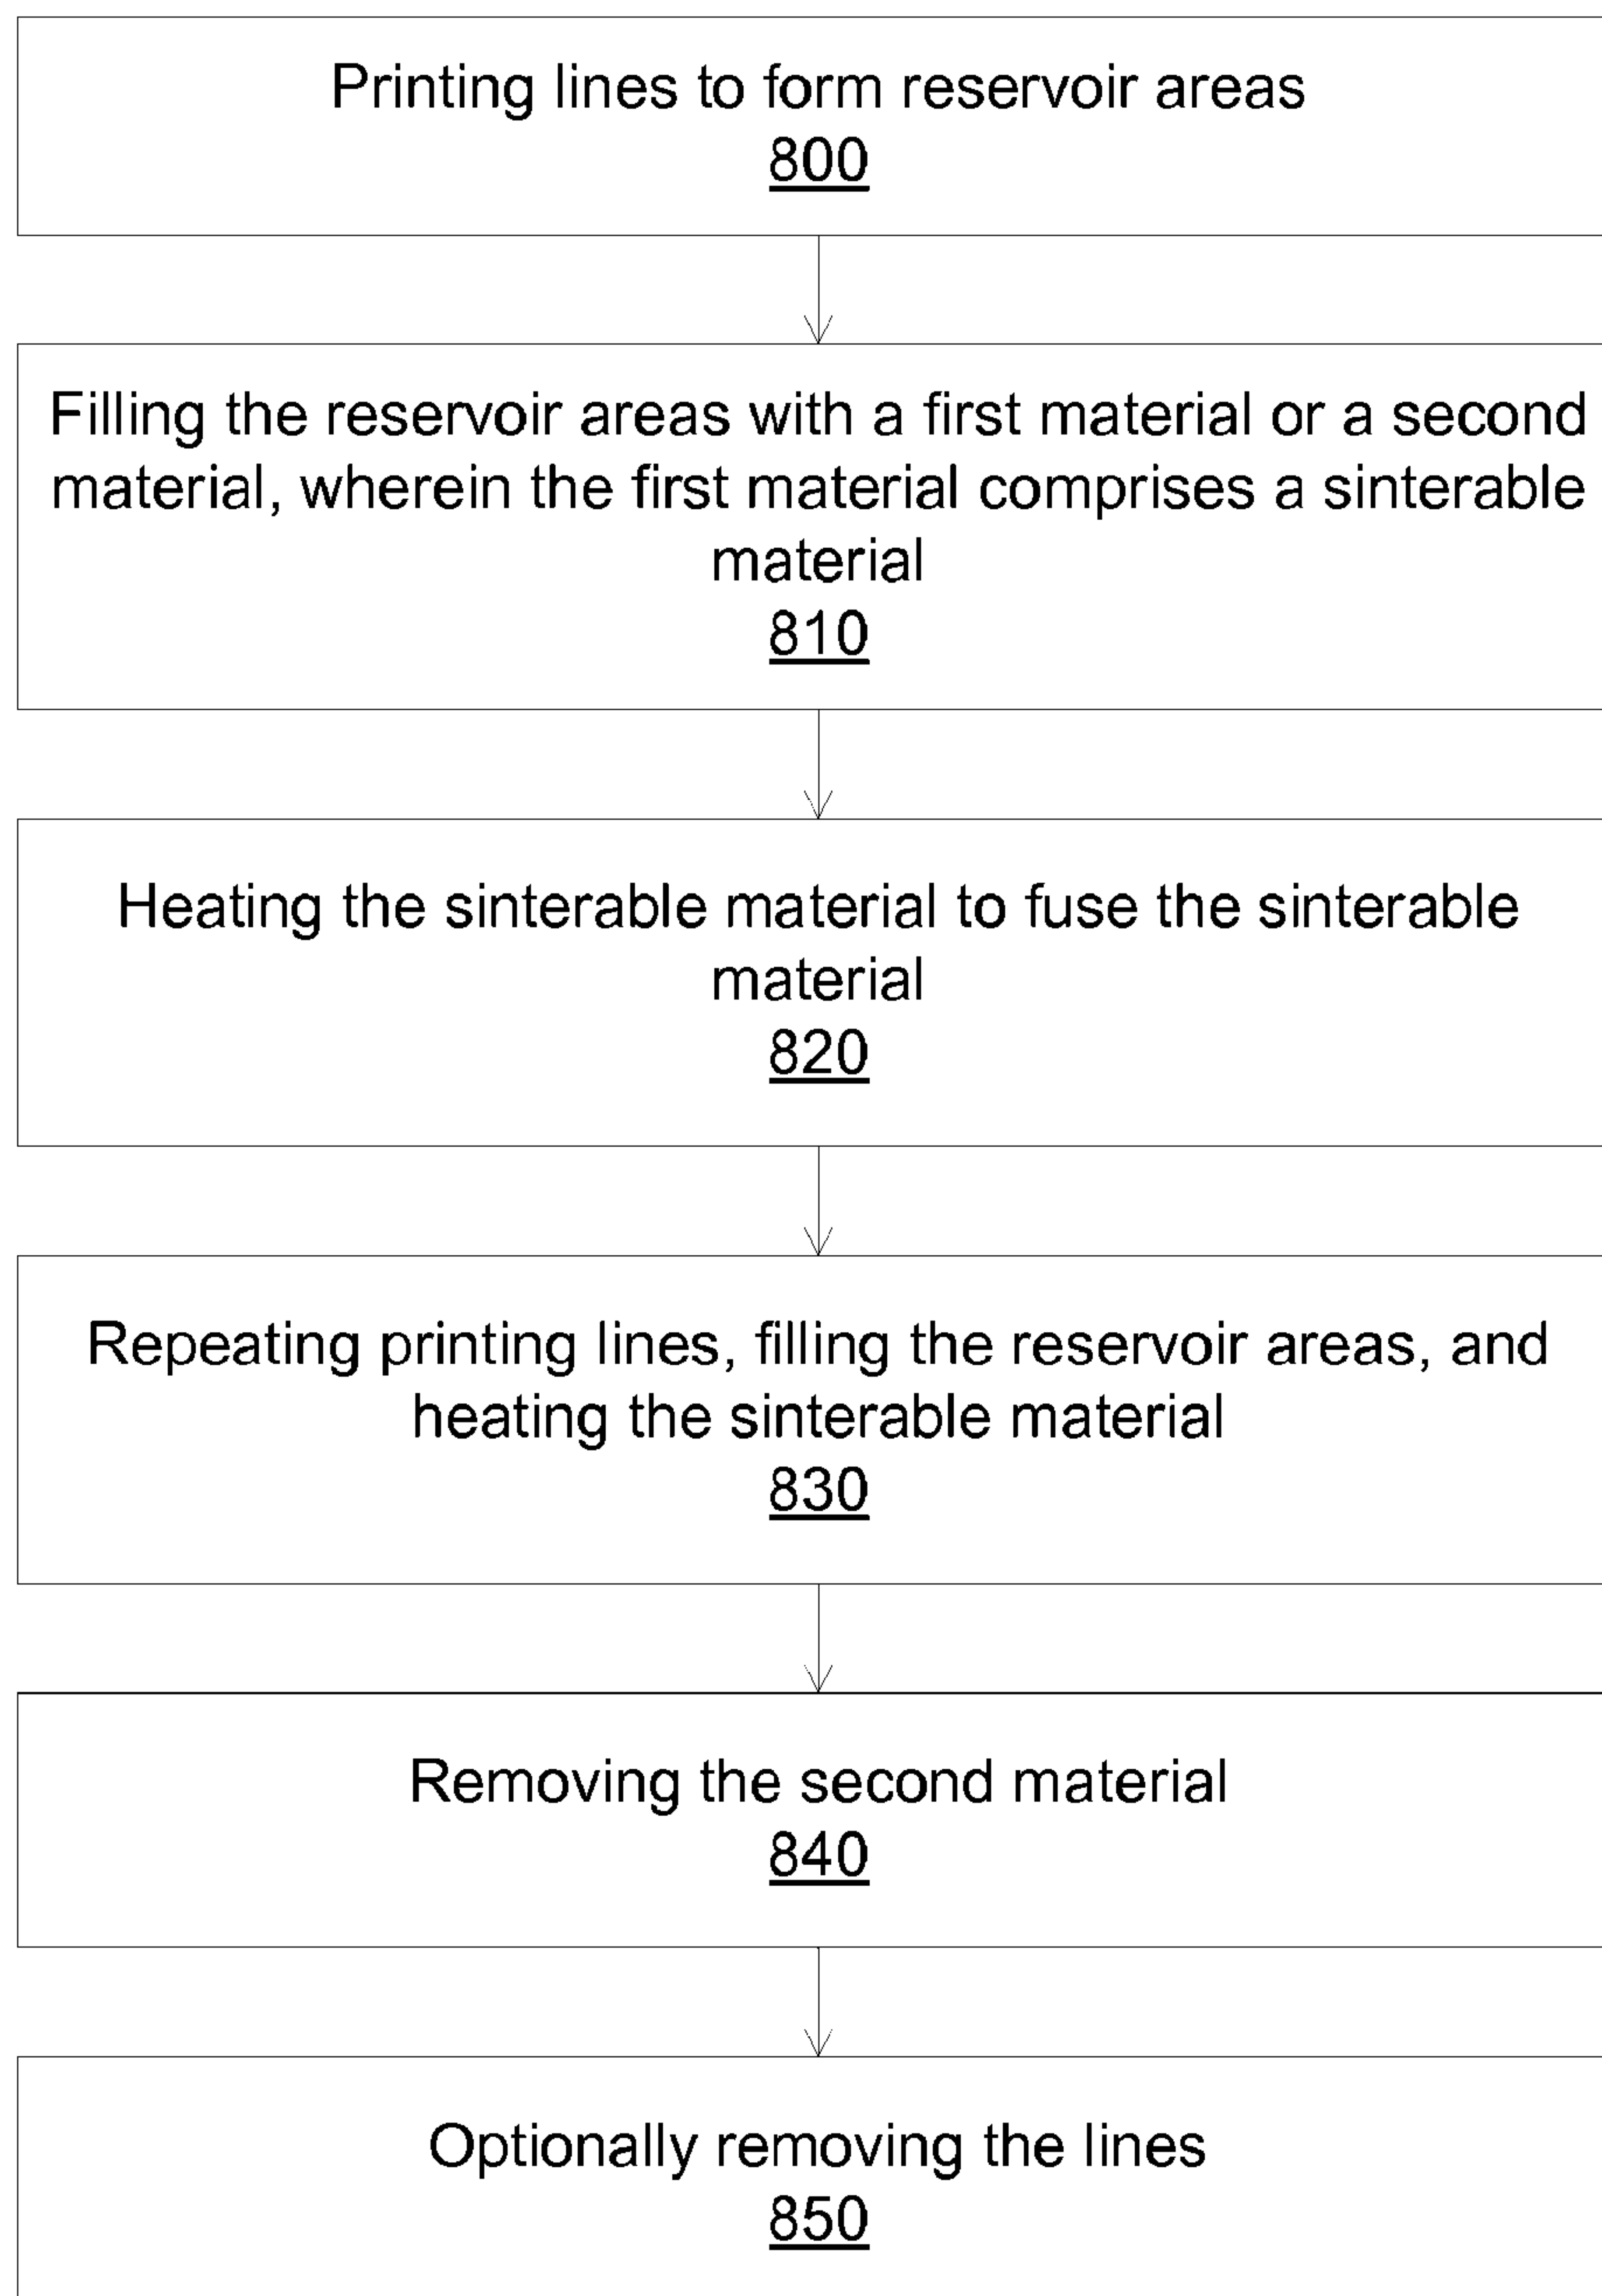 Printing lines to form reservoir areas
800
Filling the reservoir areas with a first material or a second
material, wherein the first material comprises a sinterable
material
810
Heating the sinterable material to fuse the sinterable
material
820
Repeating printing lines, filling the reservoir areas, and
heating the sinterable material
830
Removing the second material
840
Optionally removing the lines
850